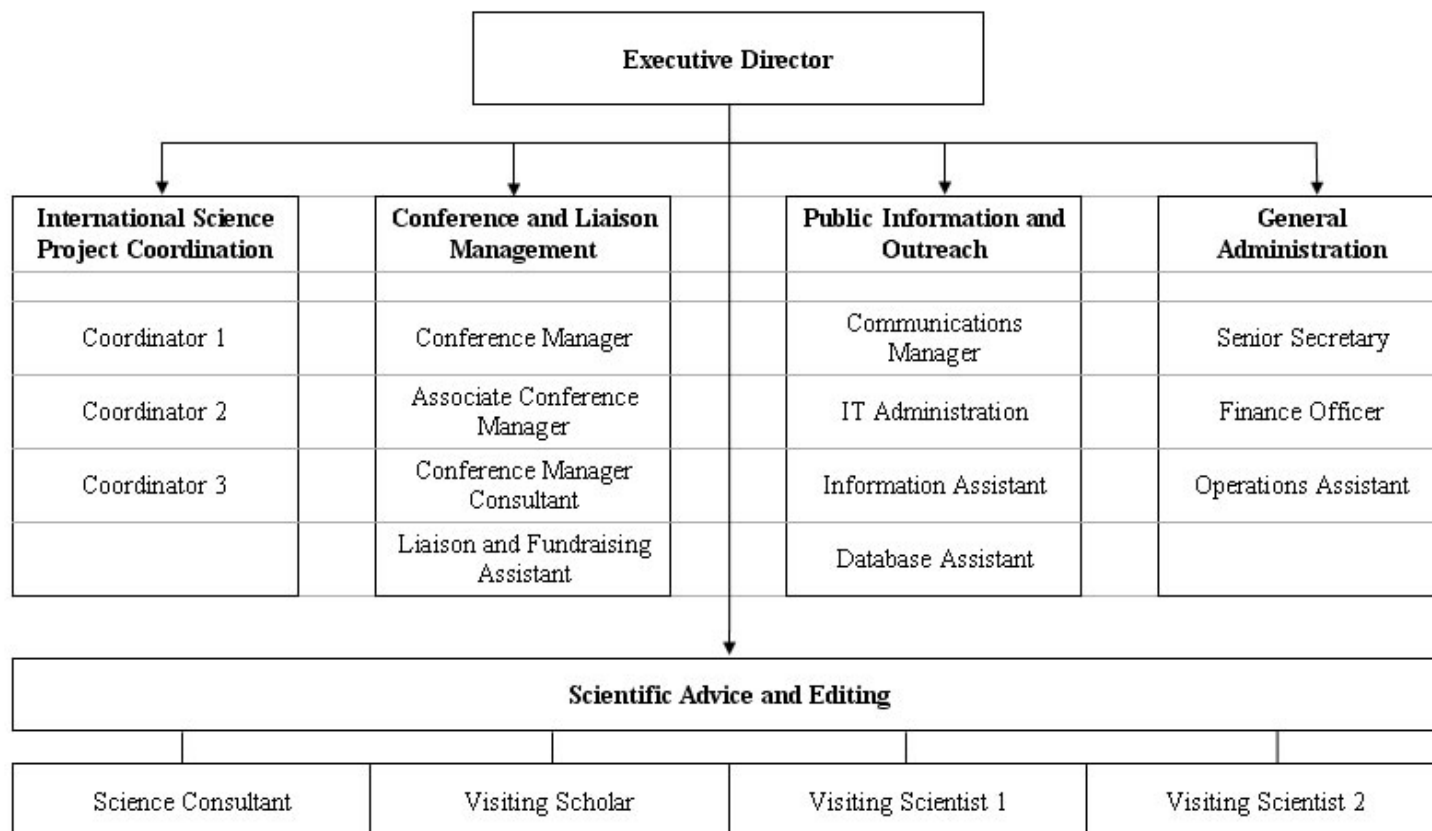 Executive Director
International Science
Project Coordination
Coordinator 1
Coordinator 2
Coordinator 3
Conference and Liaison
Management
Conference Manager
Associate Conference
Manager
Conference Manager
Consultant
Liaison and Fundraising
Assistant
Public Information and
Outreach
Communications
Manager
IT Administration
Information Assistant
Database Assistant
General
Administration
Senior Secretary
Finance Officer
Operations Assistant
Scientific Advice and Editing
Science Consultant
Visiting Scholar
Visiting Scientist 1
Visiting Scientist 2